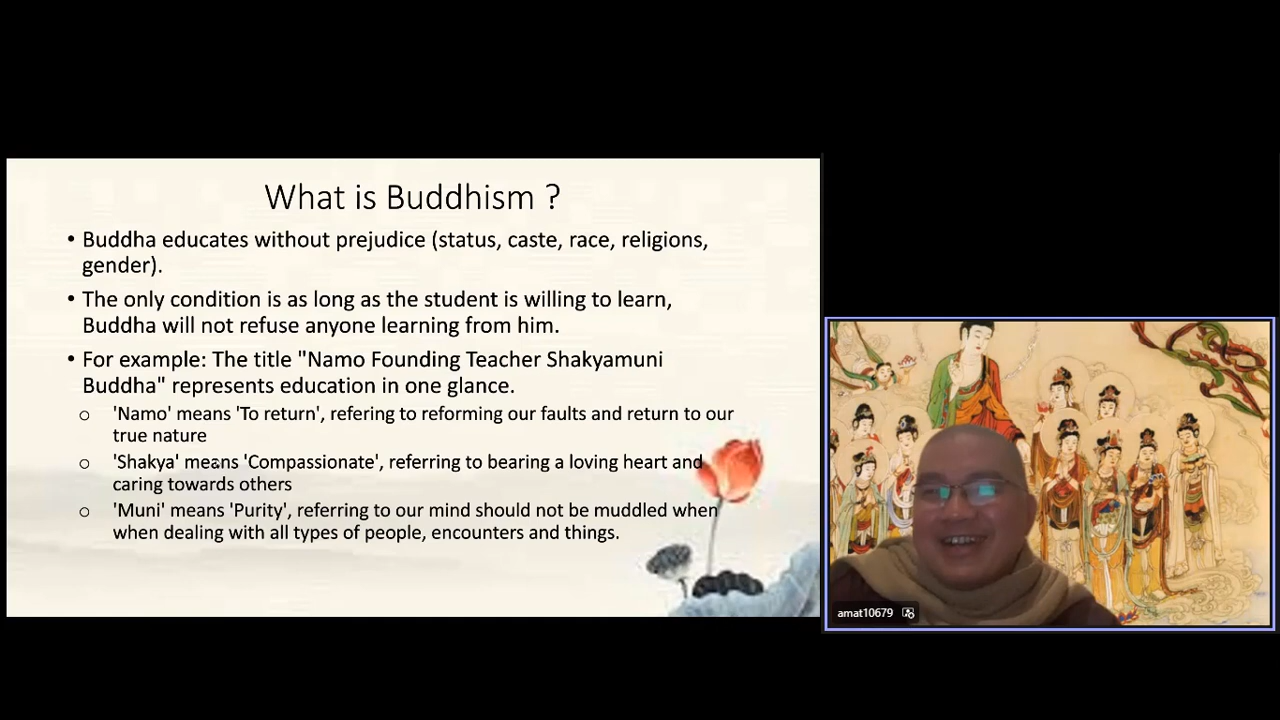 What is Buddhism ?
• Buddha educates without prejudice (status, caste, race, religions,
gender).
• The only condition is as long as the student is willing to learn,
Buddha will not refuse anyone learning from him.
• For example: The title "Namo Founding Teacher Shakyamuni
Buddha" represents education in one glance.
o 'Namo' means 'To return', refering to reforming our faults and return to our
true nature
o 'Shakya' means 'Compassionate', referring to bearing a loving heart and
caring towards others
o 'Muni' means 'Purity', referring to our mind should not be muddled when
when dealing with all types of people, encounters and things.
amat10679